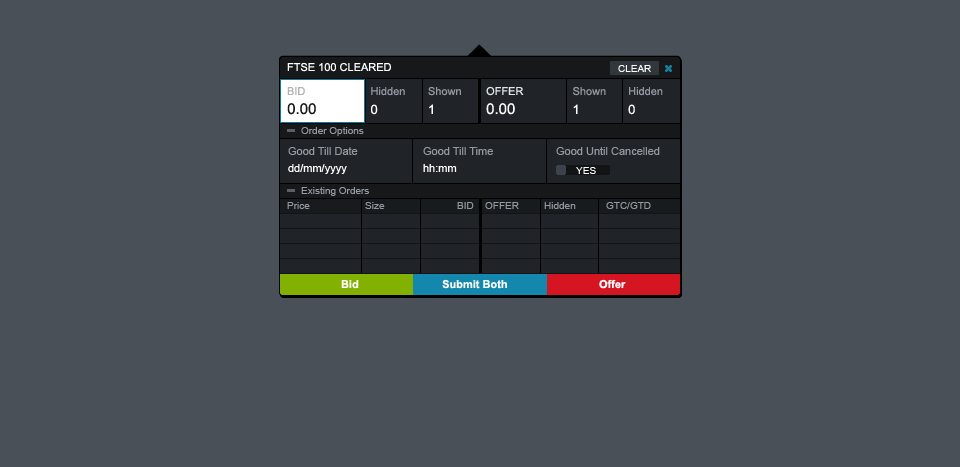 FTSE 100 CLEARED CLEAR
BID Hidden Shown OFFER Shown Hidden
0.00 0 1 0.00 1 0
Order Options
Good Till Date Good Till Time Good Until Cancelled
dd/mm/yyyy hh:mm YES
Existing Orders
Price Size BID OFFER Hidden GTC/GTD
Bid Submit Both Offer